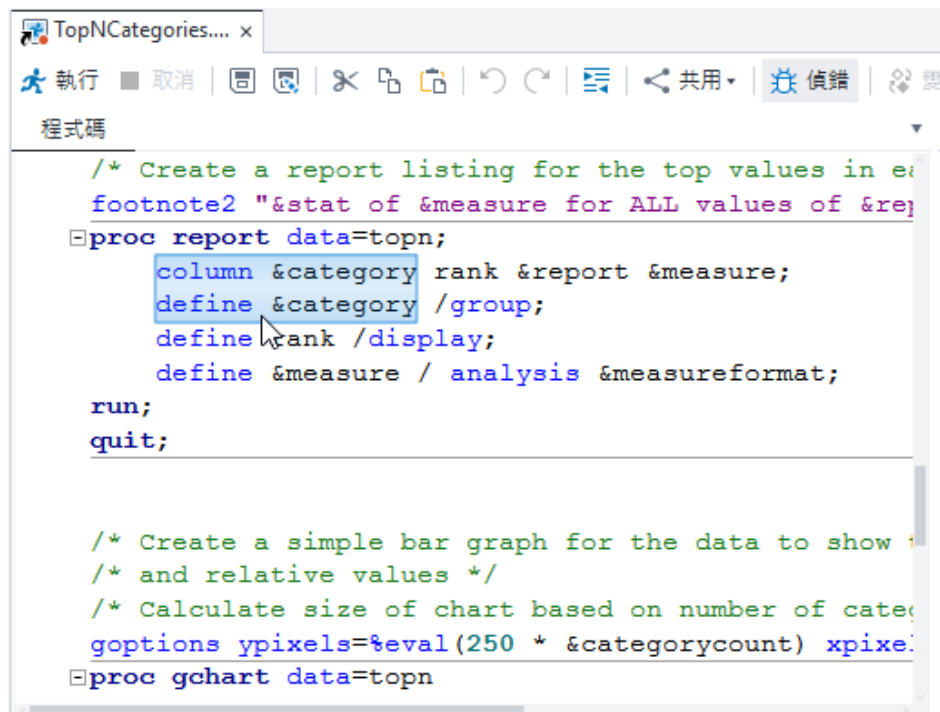 TopNCategories.... ×
執行 取消 共用 偵錯
程式碼
/* Create a report listing for the top values in
footnote2 "&stat of &measure for ALL values of
proc report data=topn;
column &category rank &report &measure;
define &category /group;
define rank /display;
define &measure / analysis &measureformat;
run;
quit;
/* Create a simple bar graph for the data to show
/* and relative values */
/* Calculate size of chart based on number of
goptions ypixels=%eval(250 * &categorycount)
proc gchart data=topn